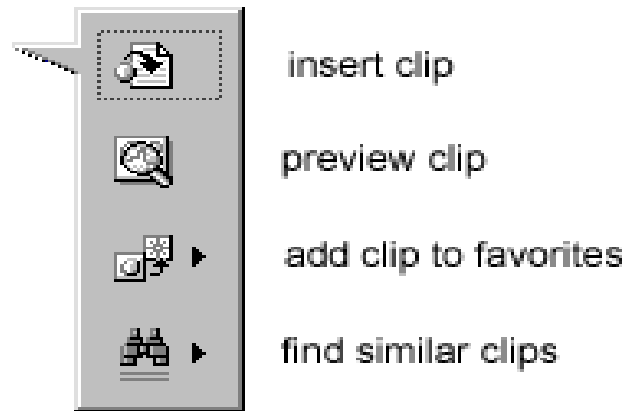 insert clip
preview clip
add clip to favorites
find similar clips